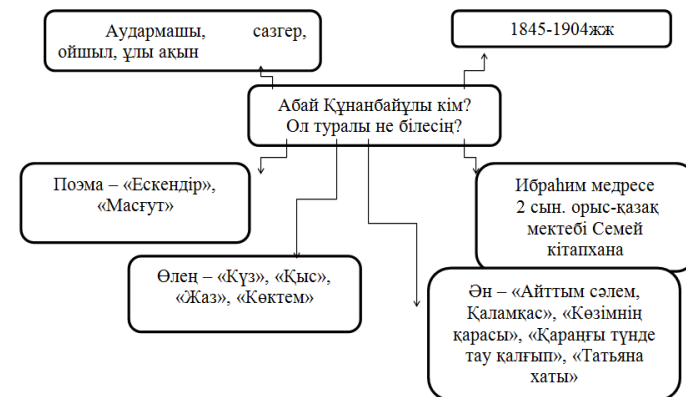 Аудармашы, сазгер,
ойшыл, ұлы ақын
1845-1904жж
Абай Құнанбайұлы кім?
Ол туралы не білесің?
Поэма – «Ескендір»,
«Масғұт»
Ибраһим медресе
2 сын. орыс-қазақ
мектебі Семей
кітапхана
Өлең – «Күз», «Қыс»,
«Жаз», «Көктем»
Ән – «Айттым сәлем,
Қаламқас», «Көзімнің
қарасы», «Қараңғы түнде
тау қалғып», «Татьяна
хаты»